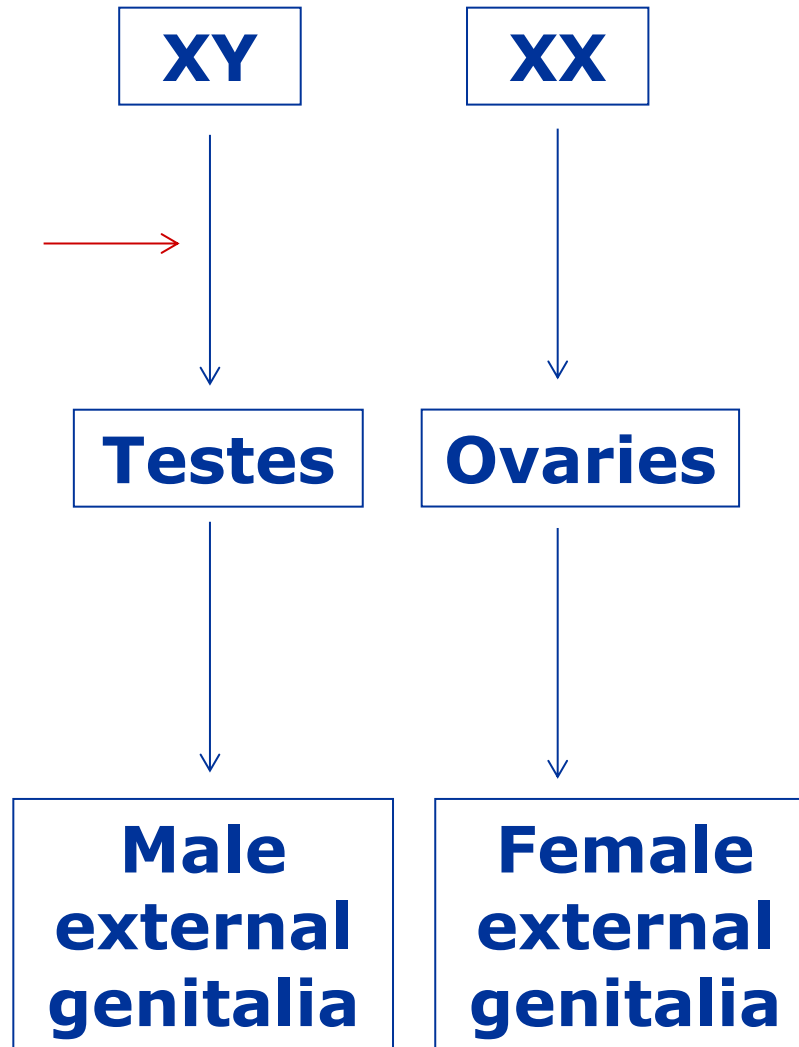 XY
XX
Testes
Ovaries
Male
external
genitalia
Female
external
genitalia